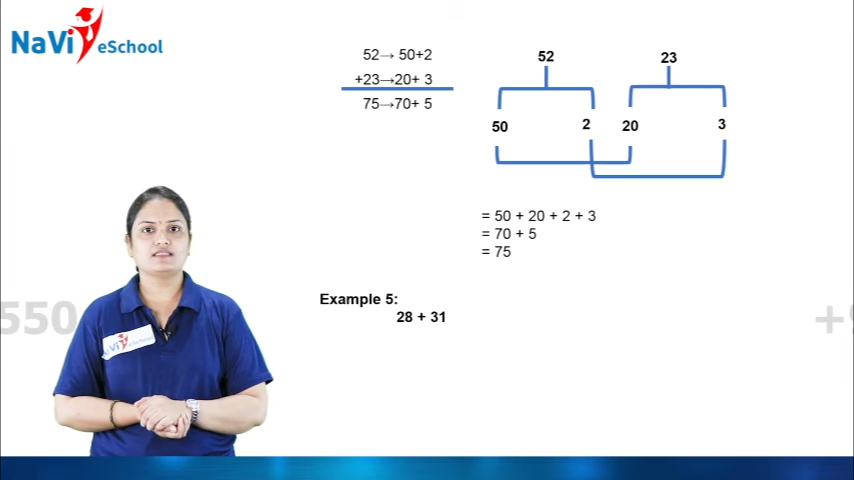 NaVi eSchool
52→ 50+2
+23→20+ 3
75→70+ 5
52
23
50
2
20
3
= 50 + 20 + 2 + 3
= 70 + 5
= 75
Example 5:
28 + 31
550
+9